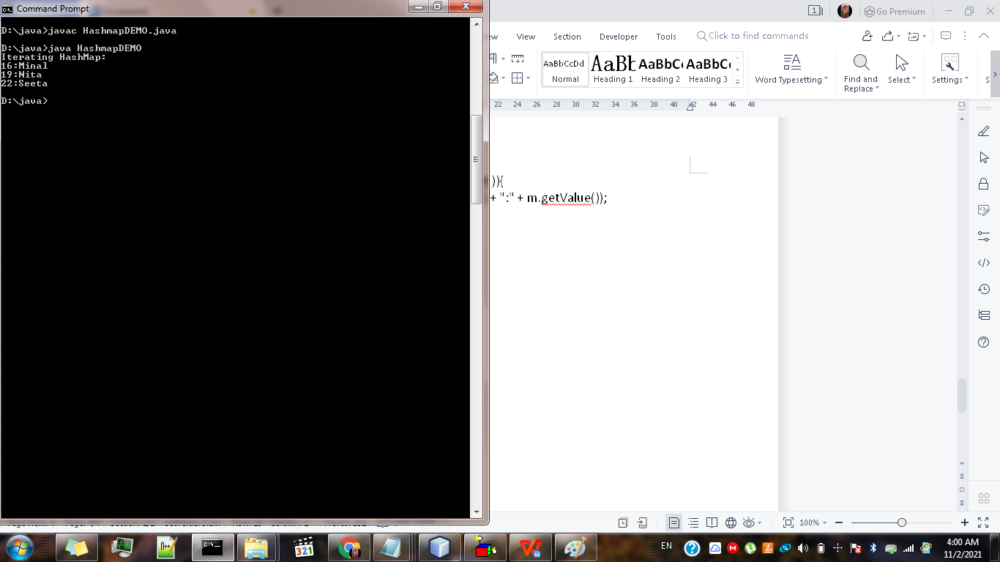 Command Prompt
D:\java>javac HashmapDEMO.java
D:\java>java HashmapDEMO
Iterating HashMap:
16:Minal
19:Nita
22:Seeta
D:\java>
Go Premium
View Section Developer Tools Click to find commands
AaBbCcDd AaBb AaBbC AaBbC
Normal Heading 1 Heading 2 Heading 3
Word Typesetting Find and Replace Select Settings
22 24 26 28 30 32 34 36 38 40 42 44 46 48
)){
+ ":" + m.getValue());
100%
EN
4:00 AM
11/2/2021